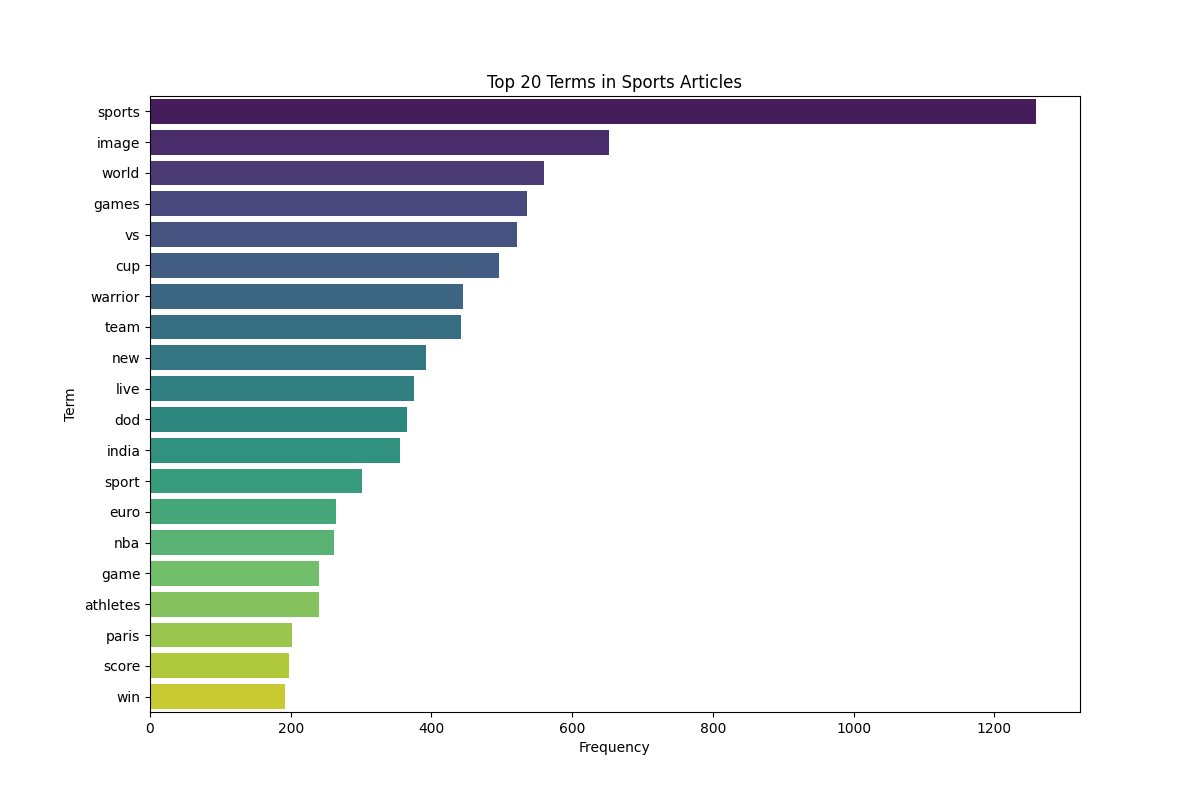 Top 20 Terms in Sports Articles
sports
image
world
games
vs
cup
warrior
team
new
live
dod
india
sport
euro
nba
game
athletes
paris
score
win
Term
0 200 400 600 800 1000 1200
Frequency